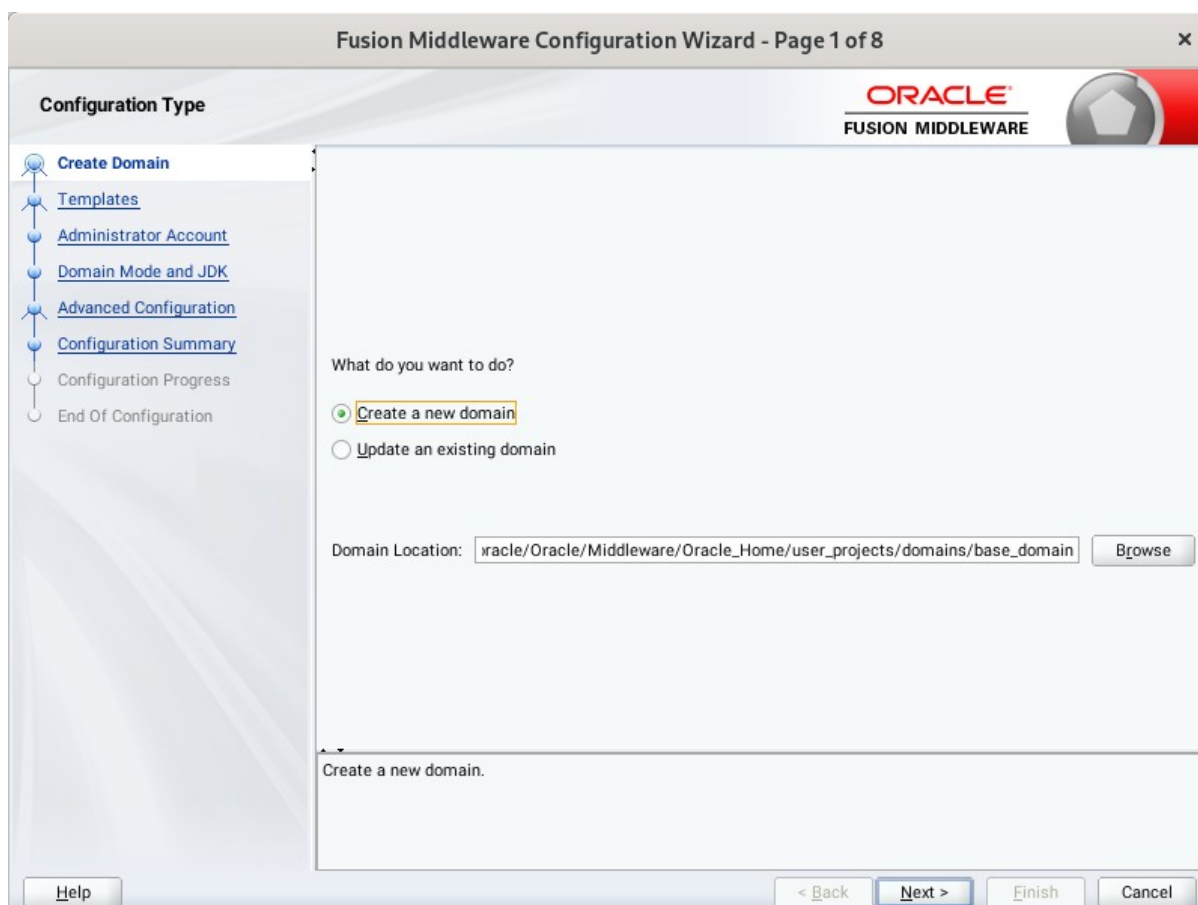 Fusion Middleware Configuration Wizard - Page 1 of 8
Configuration Type
ORACLE
FUSION MIDDLEWARE
Create Domain
Templates
Administrator Account
Domain Mode and JDK
Advanced Configuration
Configuration Summary
Configuration Progress
End Of Configuration
What do you want to do?
Create a new domain
Update an existing domain
Domain Location: racle/Oracle/Middleware/Oracle_Home/user_projects/domains/base_domain Browse
Create a new domain.
Help < Back Next > Finish Cancel